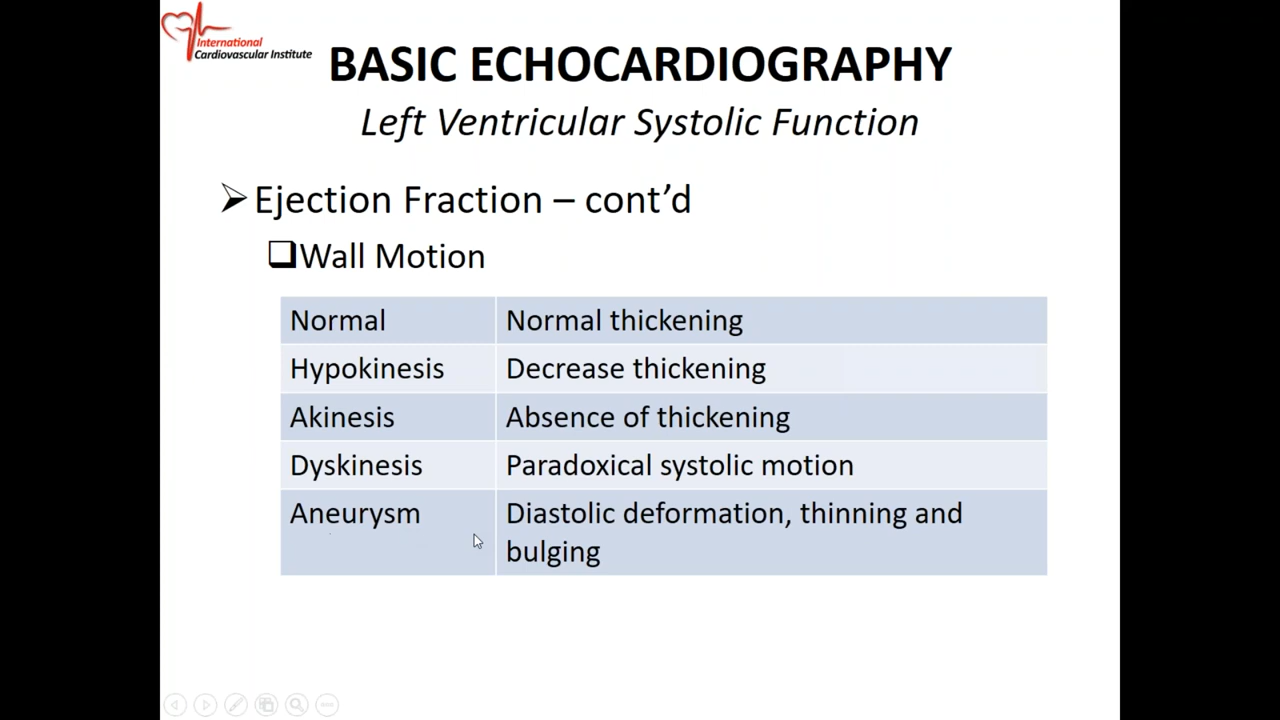 International
Cardiovascular Institute
BASIC ECHOCARDIOGRAPHY
Left Ventricular Systolic Function
Ejection Fraction – cont’d
Wall Motion
Normal Normal thickening
Hypokinesis Decrease thickening
Akinesis Absence of thickening
Dyskinesis Paradoxical systolic motion
Aneurysm Diastolic deformation, thinning and
bulging